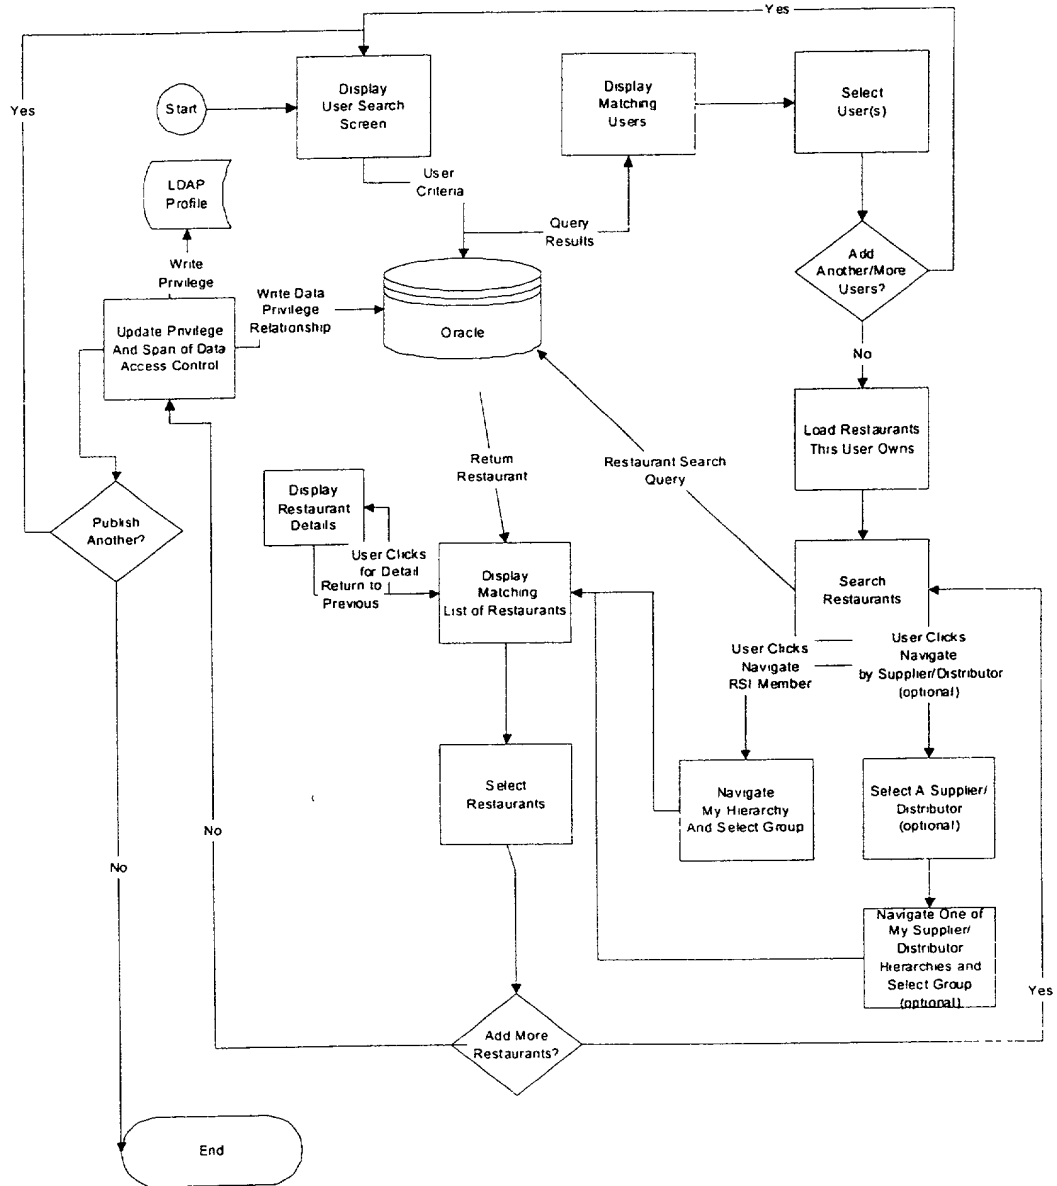 Yes
Yes
Display
User Search
Screen
Start
Display
Matching
Users
Select
User(s)
LDAP
Profile
User
Criteria
Query
Results
Write
Privilege
Add
Another/More
Users?
Write Data
Privilege
Relationship
Oracle
Update Privilege
And Span of Data
Access Control
No
Load Restaurants
This User Owns
Return
Restaurant
Restaurant Search
Query
Display
Restaurant
Details
Publish
Another?
User Clicks
for Detail
Return to
Previous
Display
Matching
List of Restaurants
Search
Restaurants
User Clicks
Navigate
RSI Member
User Clicks
Navigate
by Supplier/Distributor
(optional)
Select
Restaurants
Navigate
My Hierarchy
And Select Group
Select A Supplier/
Distributor
(optional)
No
No
Navigate One of
My Supplier/
Distributor
Hierarchies and
Select Group
(optional)
Yes
Add More
Restaurants?
End